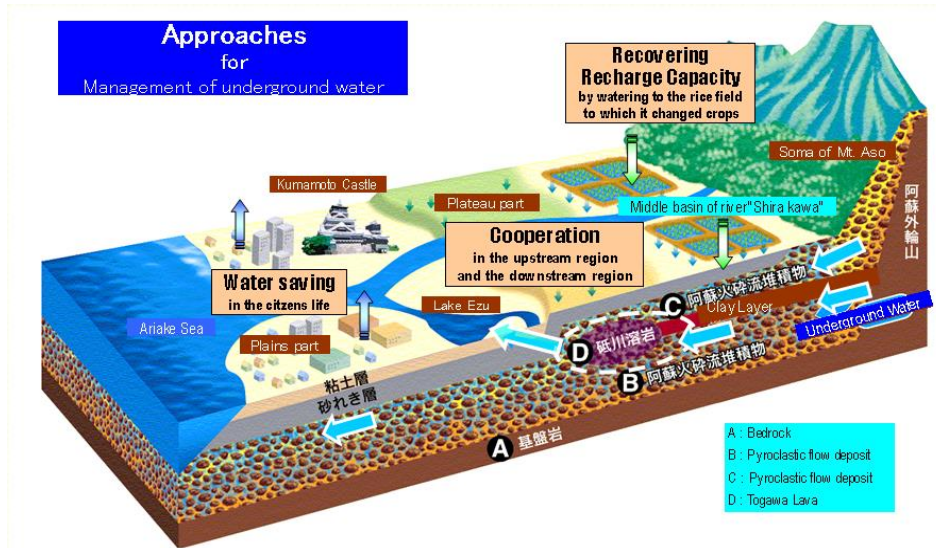 Approaches
for
Management of underground water
Recovering
Recharge Capacity
by watering to the rice field
to which it changed crops
Soma of Mt. Aso
Kumamoto Castle
Plateau part
Middle basin of river"Shira kawa"
阿蘇外輪山
Cooperation
in the upstream region
and the downstream region
Water saving
in the citzens life
Lake Ezu
Ariake Sea
Plains part
C 阿蘇火砕流堆積物
Clay Layer
Underground Water
D 砥川溶岩
B 阿蘇火砕流堆積物
粘土層
砂れき層
A 基盤岩
A : Bedrock
B : Pyroclastic flow deposit
C : Pyroclastic flow deposit
D : Togawa Lava